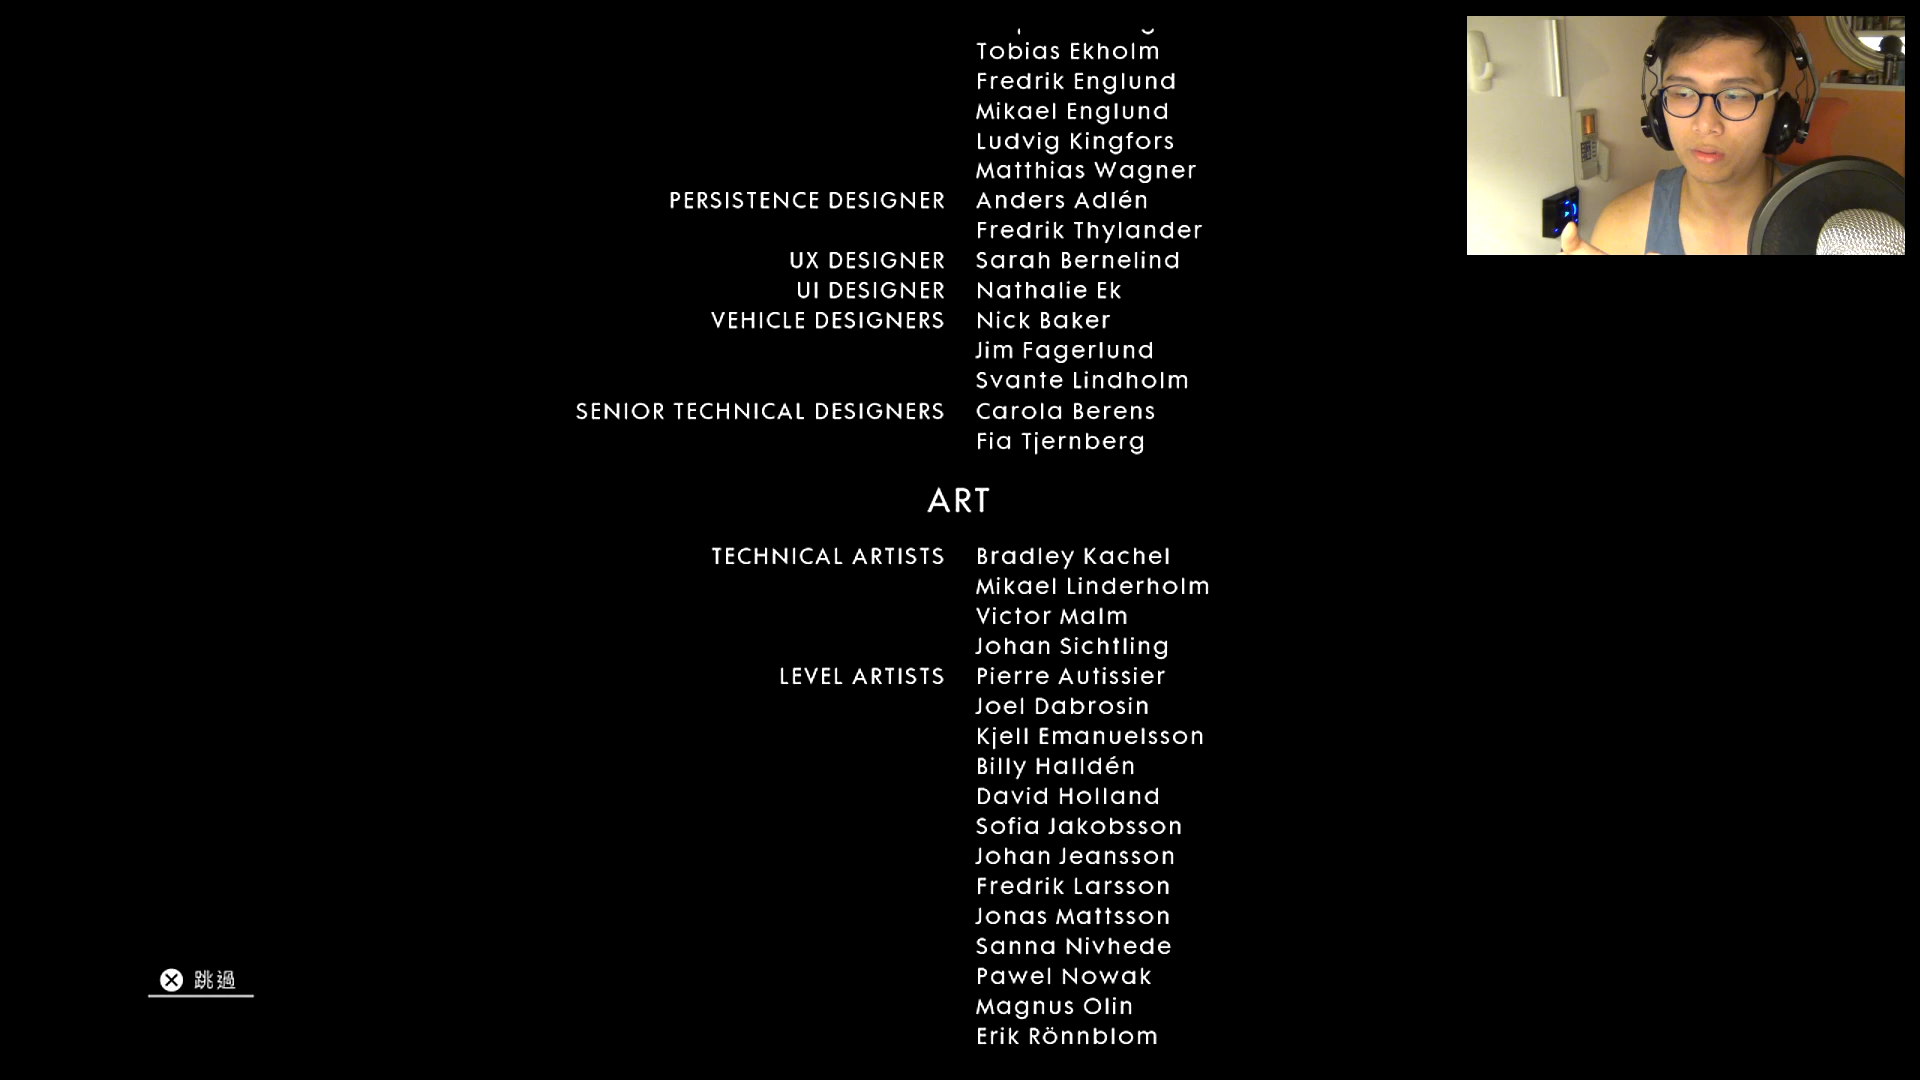 Tobias Ekholm
Fredrik Englund
Mikael Englund
Ludvig Kingfors
Matthias Wagner
PERSISTENCE DESIGNER Anders Adlén
Fredrik Thylander
UX DESIGNER Sarah Bernelind
UI DESIGNER Nathalie Ek
VEHICLE DESIGNERS Nick Baker
Jim Fagerlund
Svante Lindholm
SENIOR TECHNICAL DESIGNERS Carola Berens
Fia Tjernberg
ART
TECHNICAL ARTISTS Bradley Kachel
Mikael Linderholm
Victor Malm
Johan Sichtling
LEVEL ARTISTS Pierre Autissier
Joel Dabrosin
Kjell Emanuelsson
Billy Halldén
David Holland
Sofia Jakobsson
Johan Jeansson
Fredrik Larsson
Jonas Mattsson
Sanna Nivhede
Pawel Nowak
Magnus Olin
Erik Rönnblom
跳過